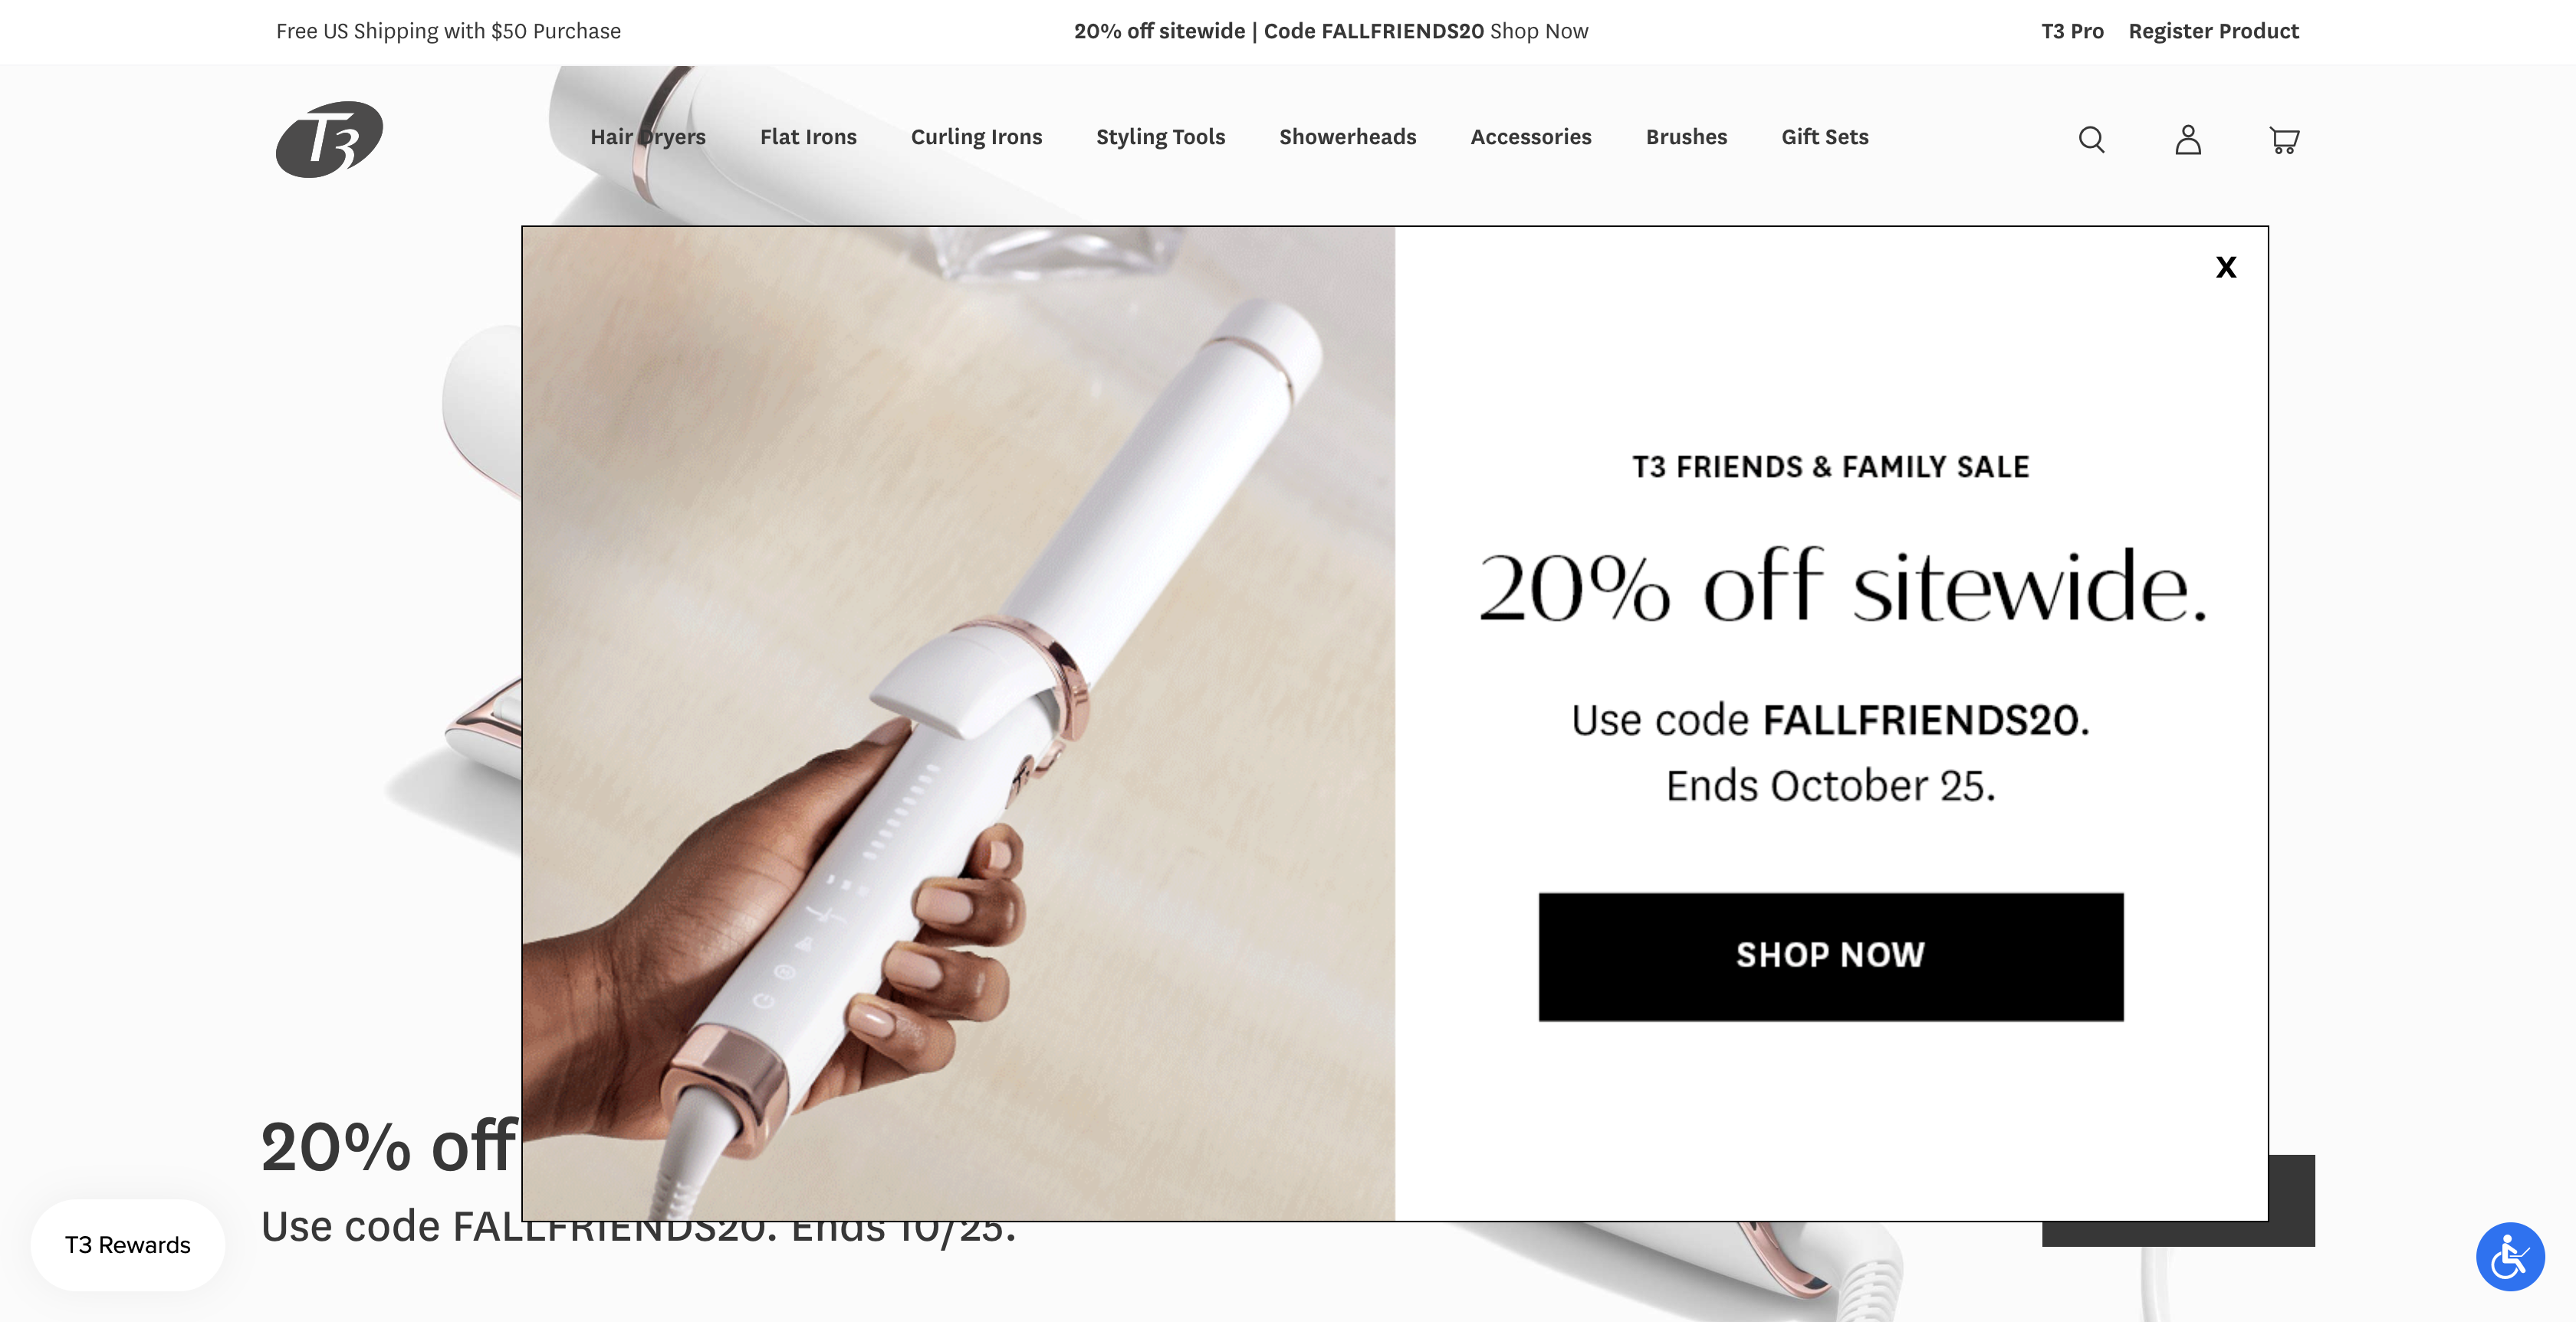 Free US Shipping with $50 Purchase
20% off sitewide | Code FALLFRIENDS20 Shop Now
T3 Pro
Register Product
T3
Hair Dryers
Flat Irons
Curling Irons
Styling Tools
Showerheads
Accessories
Brushes
Gift Sets
X
T3 FRIENDS & FAMILY SALE
20% off sitewide.
Use code FALLFRIENDS20.
Ends October 25.
SHOP NOW
20% off
Use code FALLFRIENDS20. Ends 10/25.
T3 Rewards